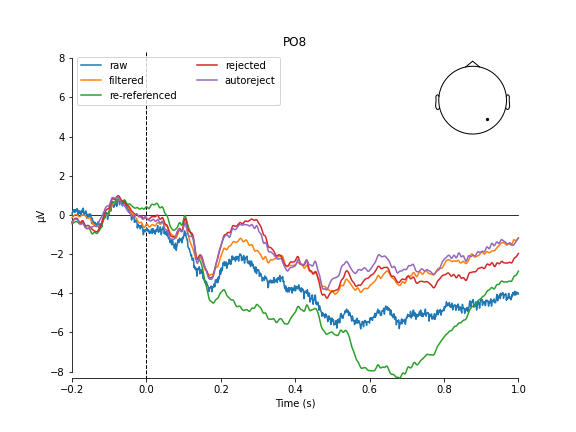 PO8
raw
filtered
re-referenced
rejected
autoreject
8
6
4
2
0
−2
−4
−6
−8
µV
−0.2
0.0
0.2
0.4
0.6
0.8
1.0
Time (s)